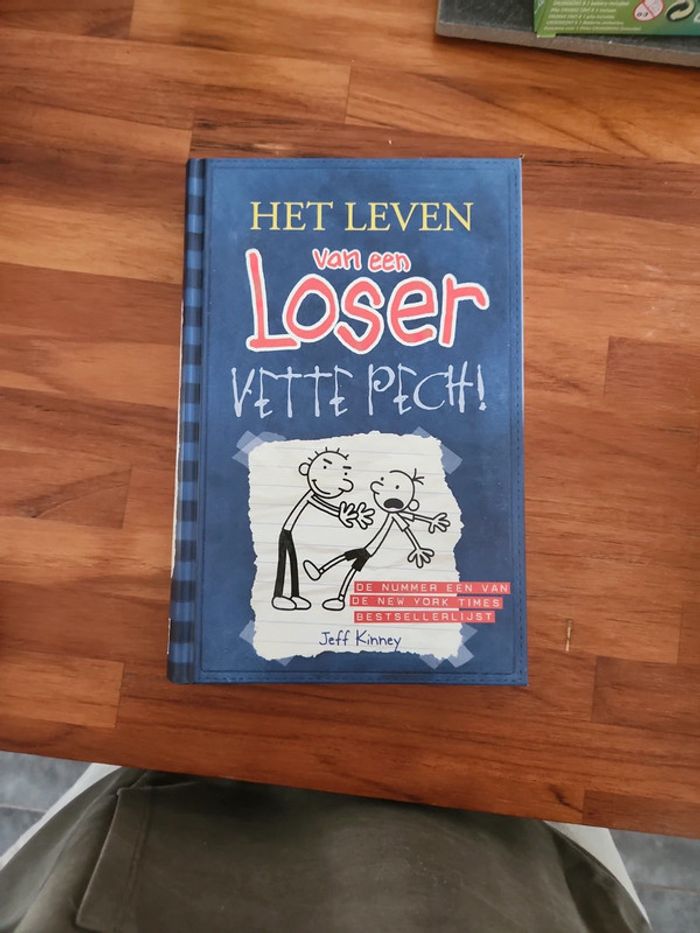 HET LEVEN
van een
Loser
VETTE PECH!
DE NUMMER EEN VAN
DE NEW YORK TIMES
BESTSELLERLIJST
Jeff Kinney